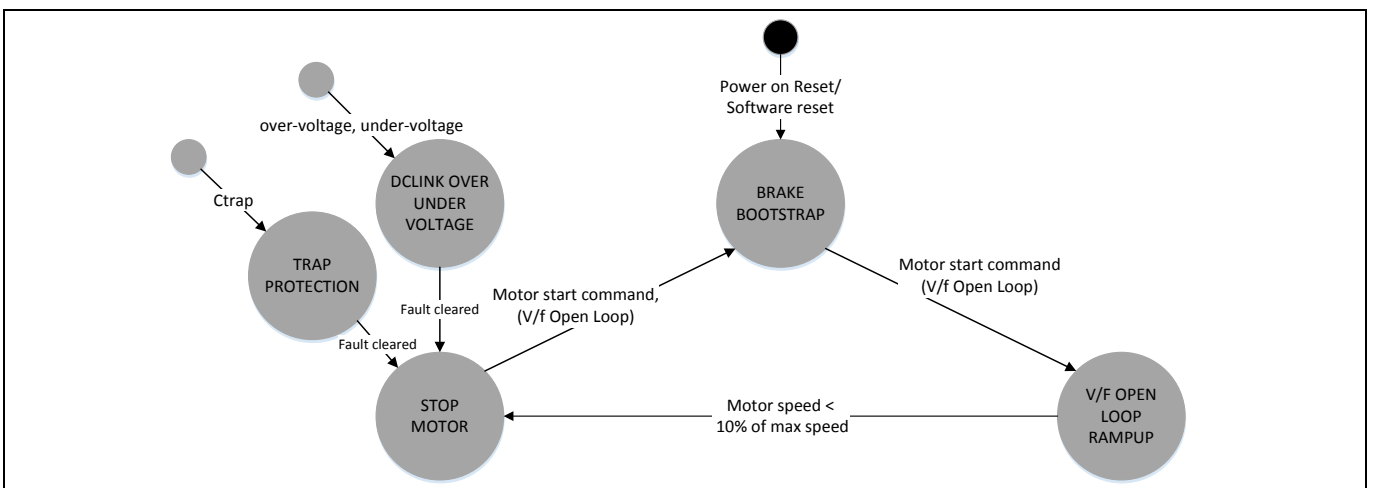 Power on Reset/
Software reset
over-voltage, under-voltage
Ctrap
DCLINK OVER
UNDER
VOLTAGE
BRAKE
BOOTSTRAP
TRAP
PROTECTION
Motor start command
(V/f Open Loop)
Motor start command,
(V/f Open Loop)
Fault cleared
Fault cleared
STOP
MOTOR
Motor speed <
10% of max speed
V/F OPEN
LOOP
RAMPUP